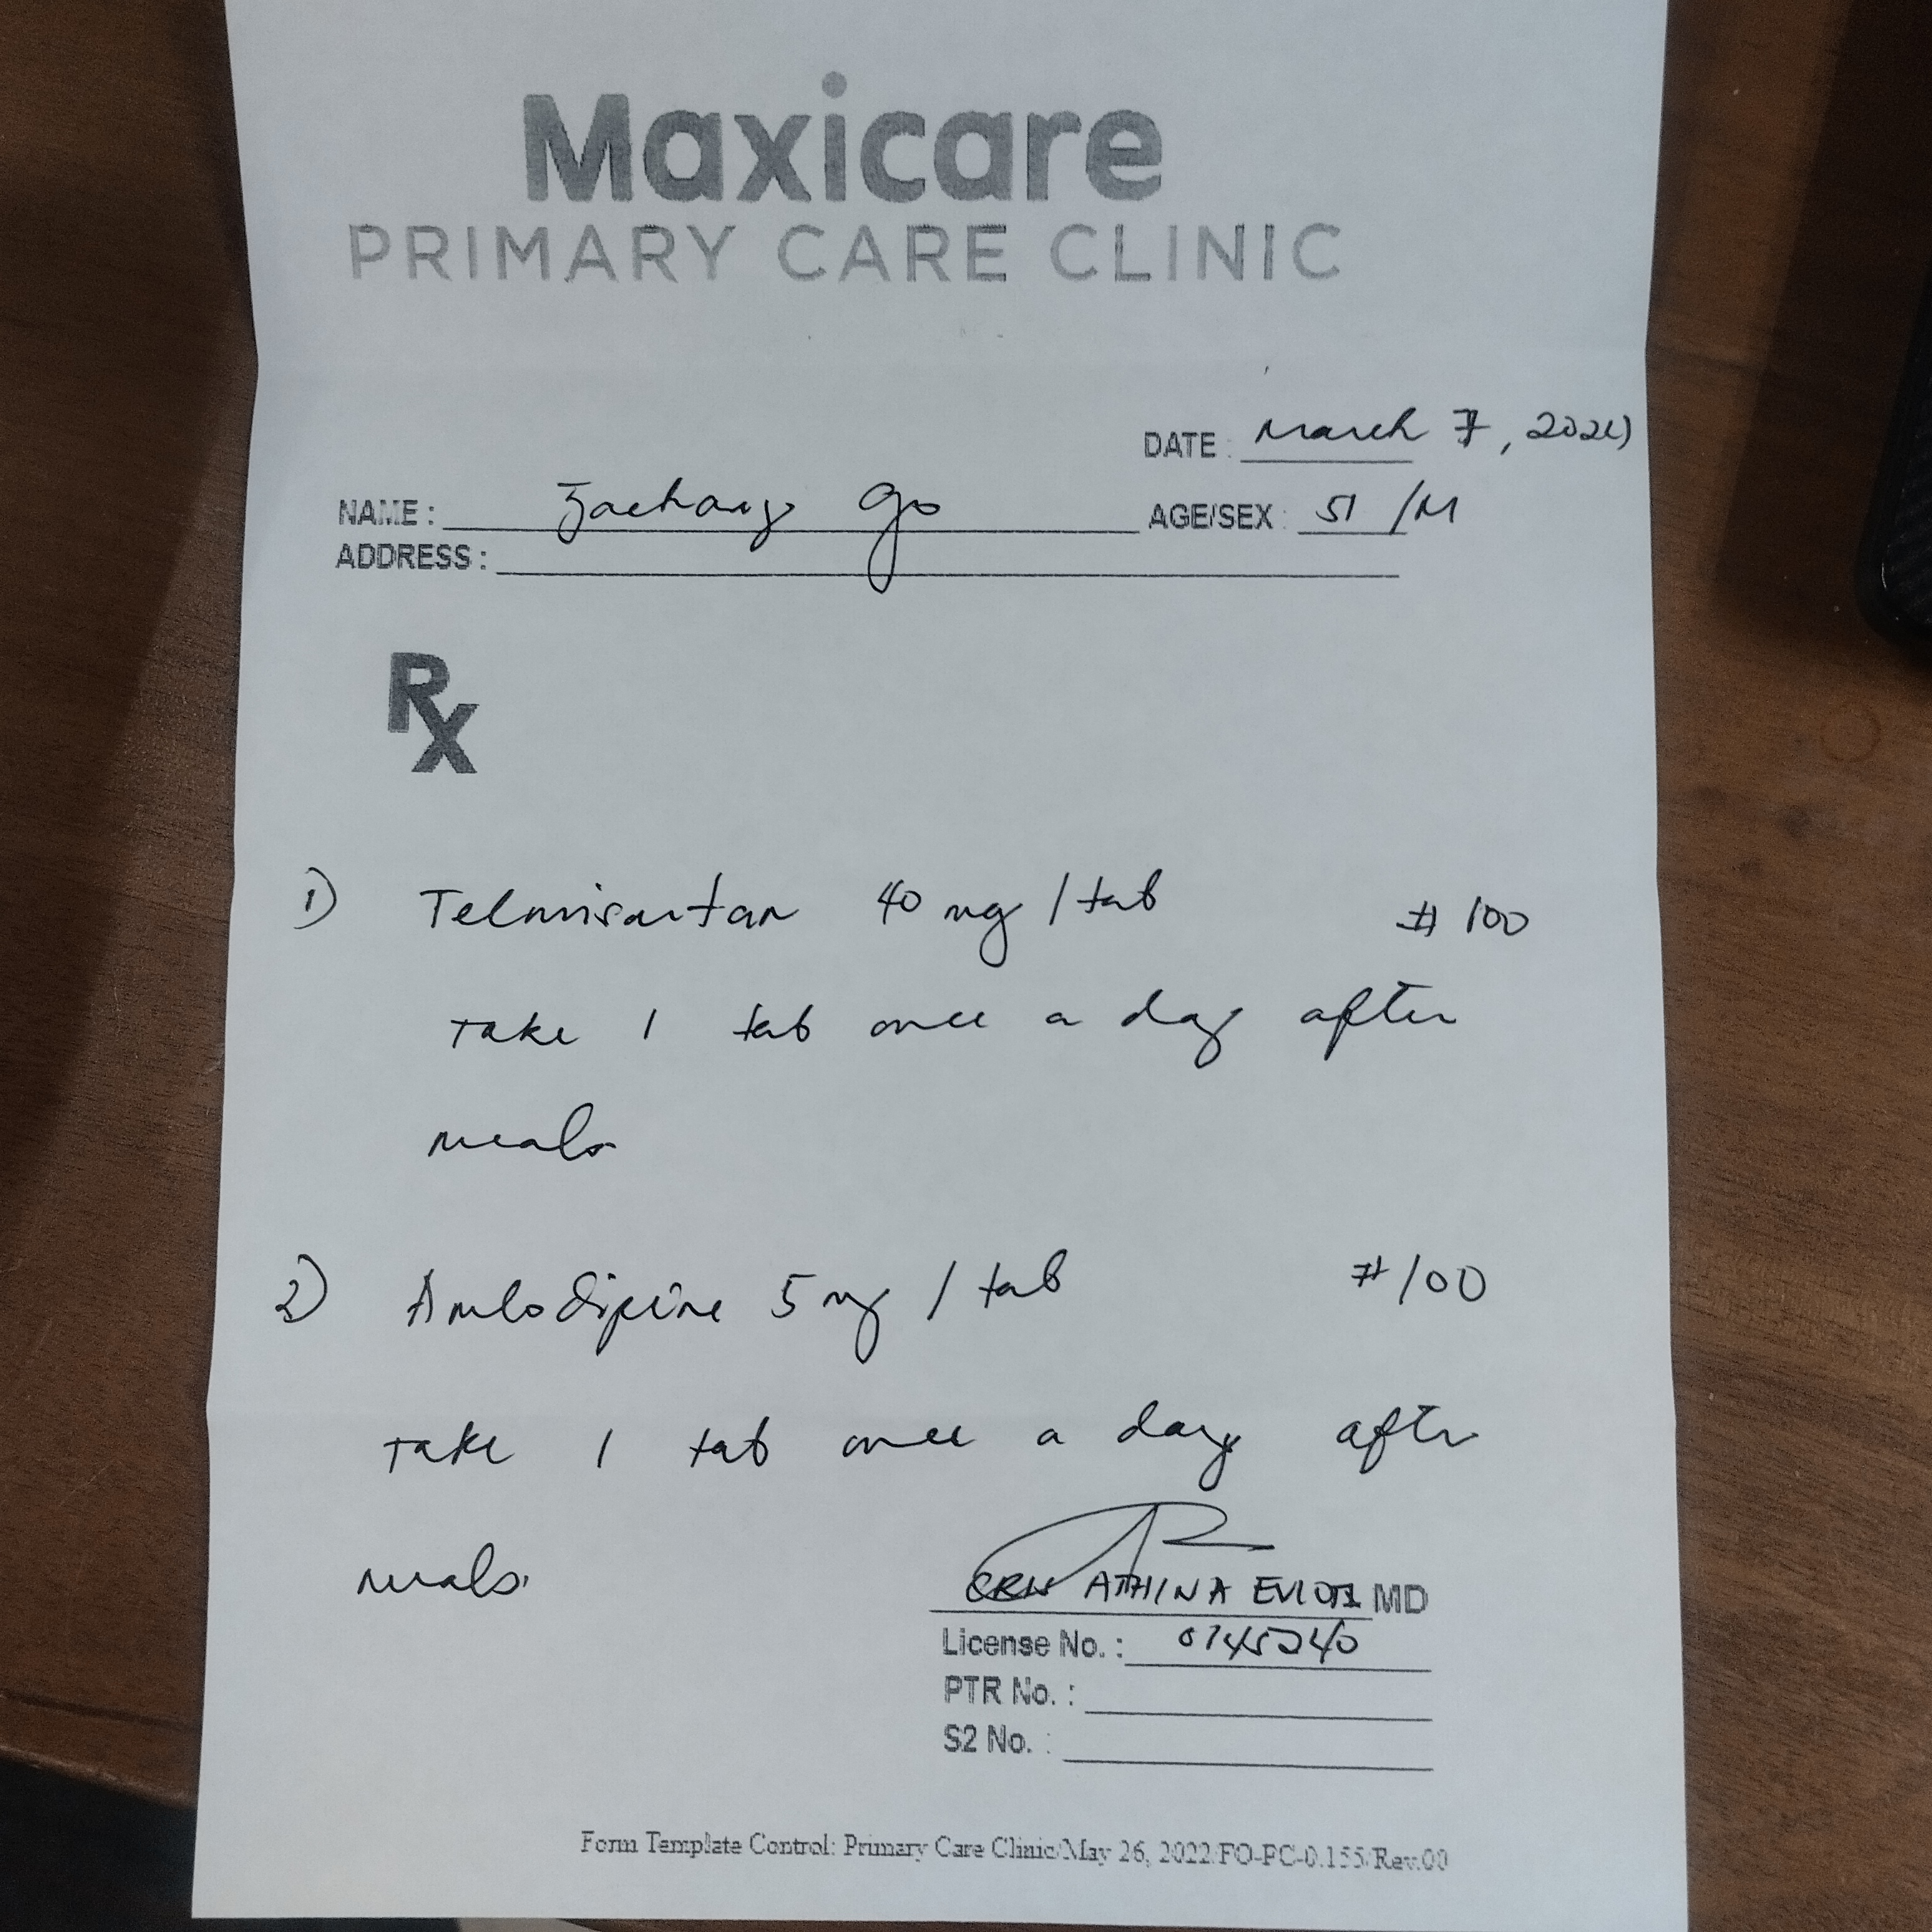 Maxicare
PRIMARY CARE CLINIC
DATE : March 7,
NAME : Zachary Go AGE/SEX : 51 /M
ADDRESS :
Rx
1) Telmisartan 40 mg / tab # 100
Take 1 tab once a day after
meals
2) Amlodipine 5 mg / tab #100
Take 1 tab once a day after
meals.
ATHINA MD
License No. : 0145240
PTR No. :
S2 No. :
Form Template Control: Primary Care Clinic/May 26, 2022/FO-PC-0.155/Rev.00